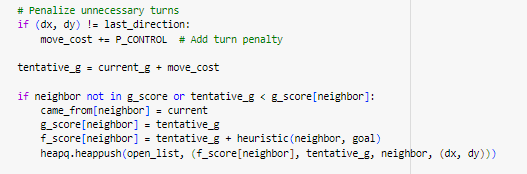 # Penalize unnecessary turns
if (dx, dy) != last_direction:
    move_cost += P_CONTROL  # Add turn penalty

tentative_g = current_g + move_cost

if neighbor not in g_score or tentative_g < g_score[neighbor]:
    came_from[neighbor] = current
    g_score[neighbor] = tentative_g
    f_score[neighbor] = tentative_g + heuristic(neighbor, goal)
    heapq.heappush(open_list, (f_score[neighbor], tentative_g, neighbor, (dx, dy)))